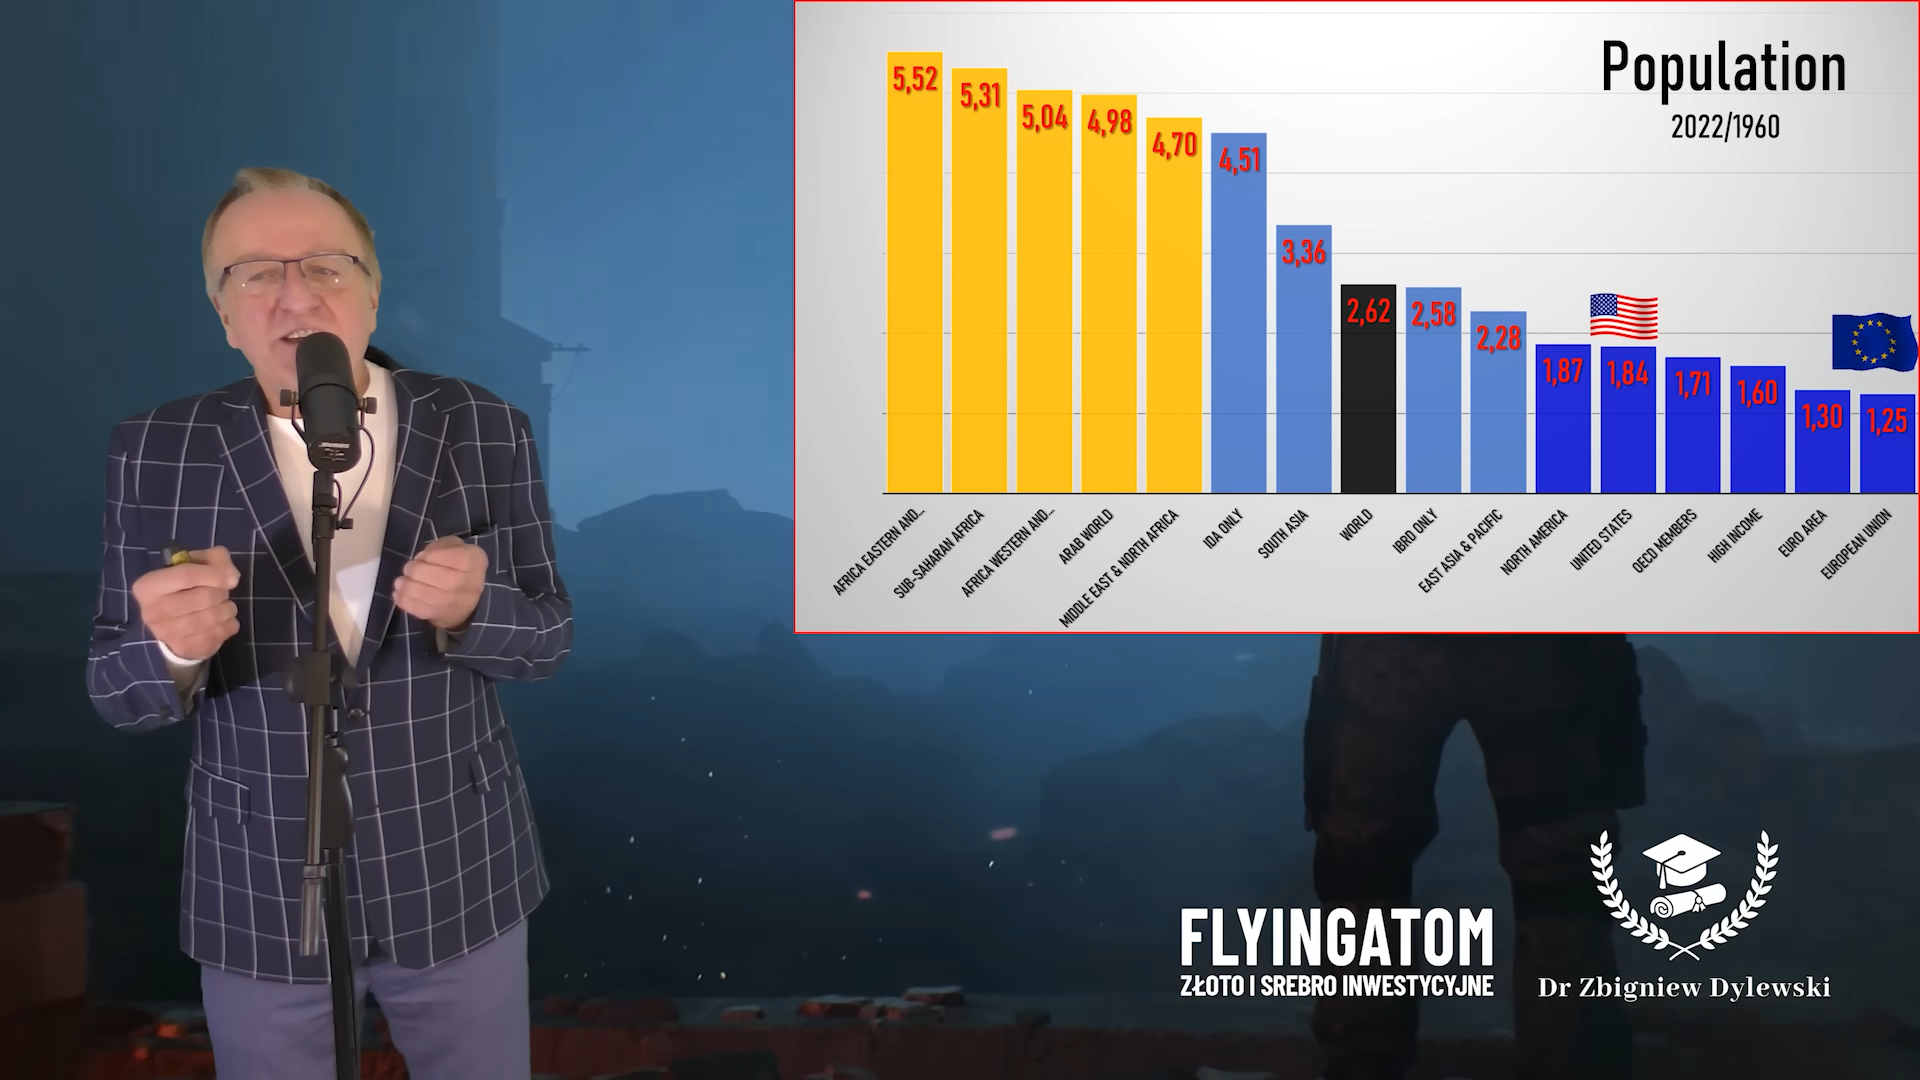 Population
2022/1960
5,52
5,31
5,04
4,98
4,70
4,51
3,36
2,62
2,58
2,28
1,87
1,84
1,71
1,60
1,30
1,25
AFRICA EASTERN AND...
SUB-SAHARAN AFRICA
AFRICA WESTERN AND...
ARAB WORLD
MIDDLE EAST & NORTH AFRICA
IDA ONLY
SOUTH ASIA
WORLD
IBRD ONLY
EAST ASIA & PACIFIC
NORTH AMERICA
UNITED STATES
OECD MEMBERS
HIGH INCOME
EURO AREA
EUROPEAN UNION
FLYINGATOM
ZŁOTO I SREBRO INWESTYCYJNE
Dr Zbigniew Dylewski